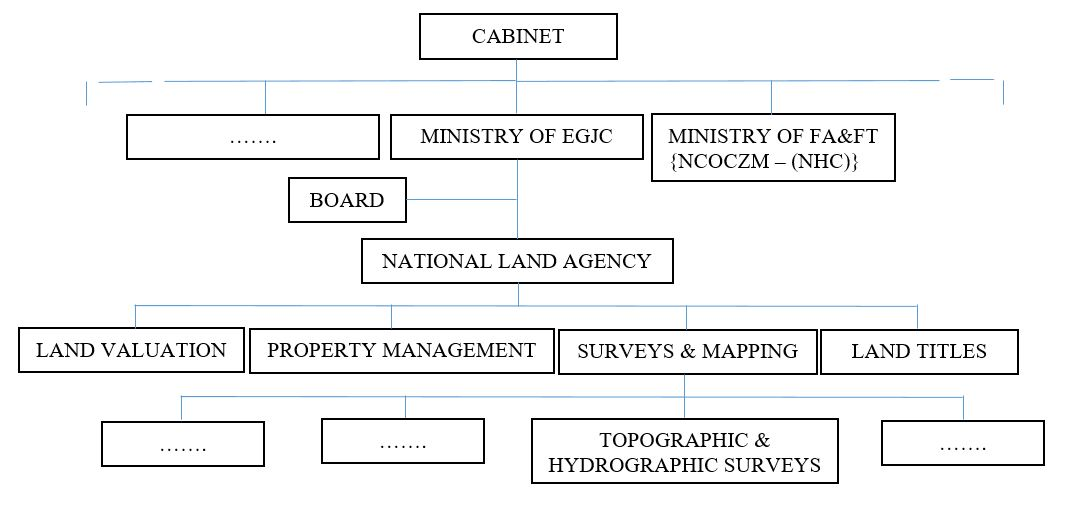 CABINET
.......
MINISTRY OF EGJC
MINISTRY OF FA&FT
{NCOCZM – (NHC)}
BOARD
NATIONAL LAND AGENCY
LAND VALUATION
PROPERTY MANAGEMENT
SURVEYS & MAPPING
LAND TITLES
.......
.......
TOPOGRAPHIC &
HYDROGRAPHIC SURVEYS
.......